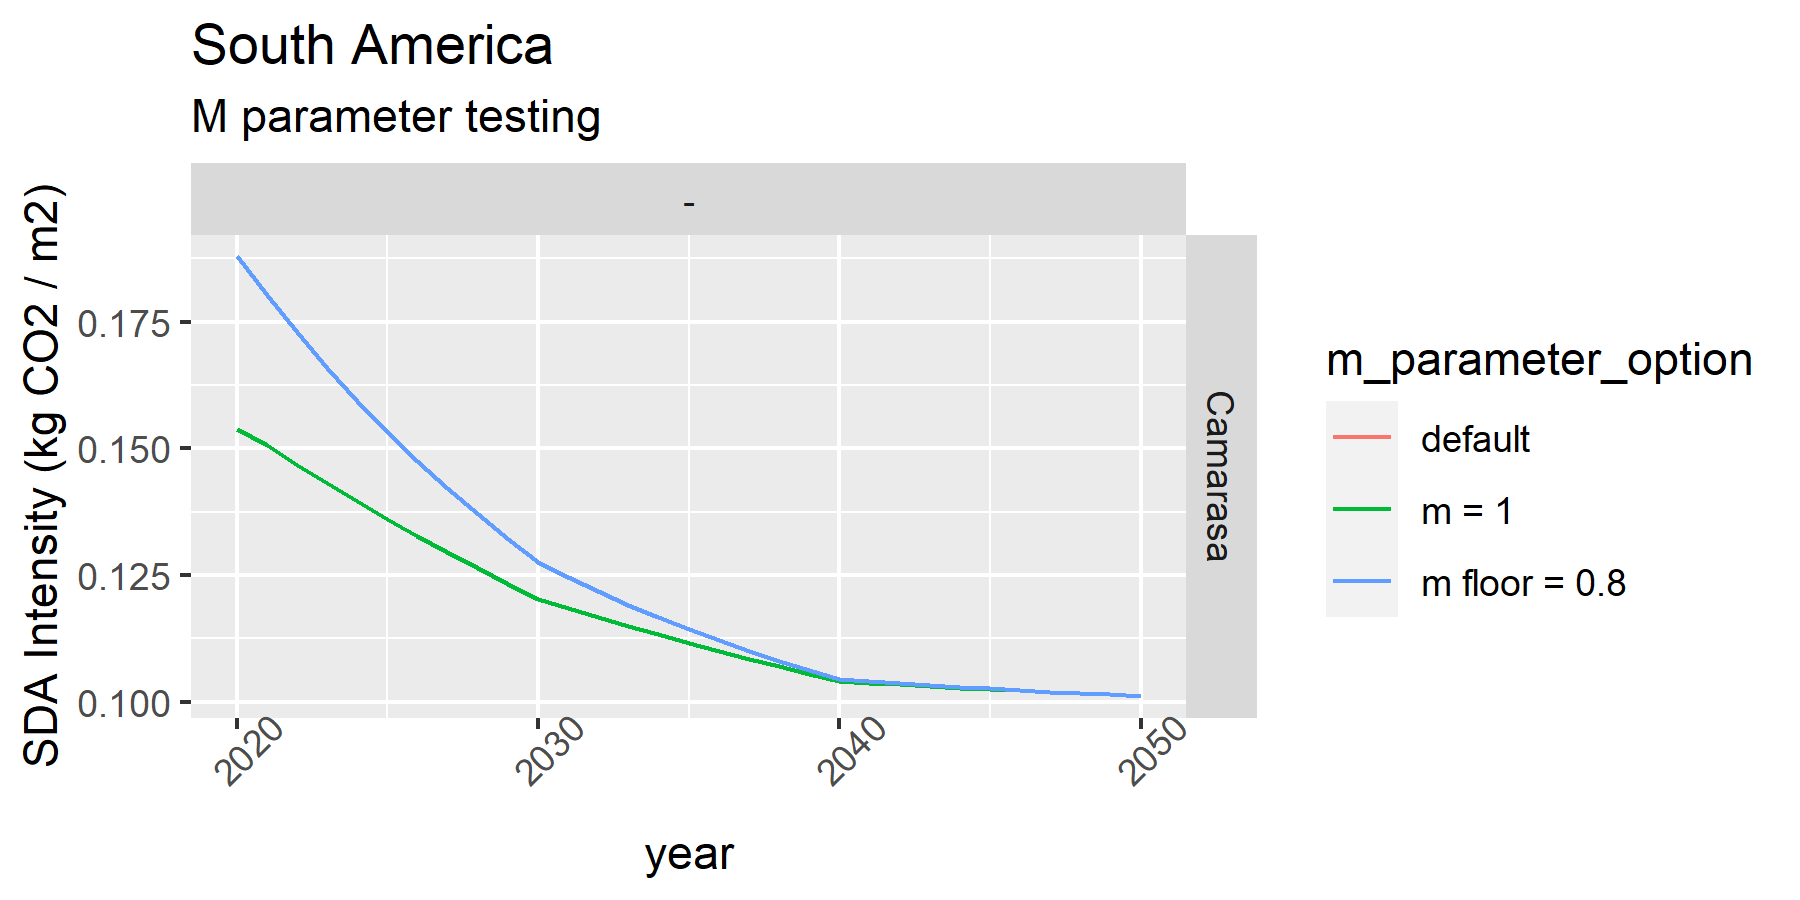 South America
M parameter testing
-
SDA Intensity (kg CO2 / m2)
0.175
0.150
0.125
0.100
Camarasa
2020
2030
2040
2050
year
m_parameter_option
default
m = 1
m floor = 0.8